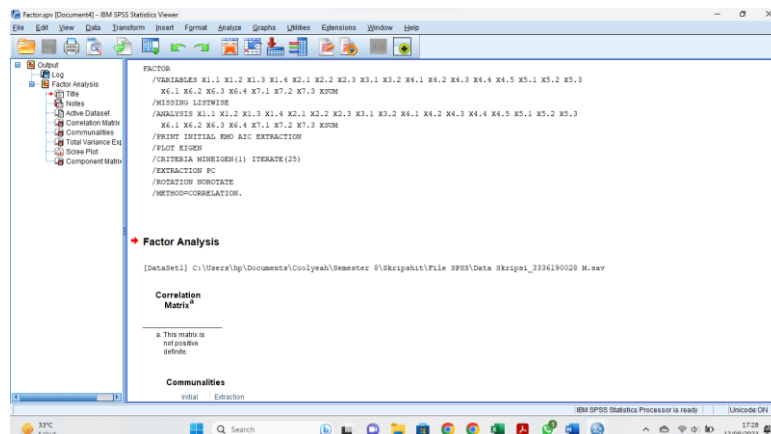 Factor.spv [Document4] - IBM SPSS Statistics Viewer
File Edit View Data Transform Insert Format Analyze Graphs Utilities Extensions Window Help
Output
Log
Factor Analysis
Title
Notes
Active Dataset
Correlation Matrix
Communalities
Total Variance Exp
Scree Plot
Component Matrix
FACTOR
/VARIABLES X1.1 X1.2 X1.3 X1.4 X2.1 X2.2 X2.3 X3.1 X3.2 X4.1 X4.2 X4.3 X4.4 X4.5 X5.1 X5.2 X5.3
X6.1 X6.2 X6.3 X6.4 X7.1 X7.2 X7.3 XSUM
/MISSING LISTWISE
/ANALYSIS X1.1 X1.2 X1.3 X1.4 X2.1 X2.2 X2.3 X3.1 X3.2 X4.1 X4.2 X4.3 X4.4 X4.5 X5.1 X5.2 X5.3
X6.1 X6.2 X6.3 X6.4 X7.1 X7.2 X7.3 XSUM
/PRINT INITIAL KMO AIC EXTRACTION
/PLOT EIGEN
/CRITERIA MINEIGEN(1) ITERATE(25)
/EXTRACTION PC
/ROTATION NOROTATE
/METHOD=CORRELATION.
Factor Analysis
[DataSet1] C:\Users\hp\Documents\Coolyeah\Semester 8\Skripshit\File SPSS\Data Skripsi_3336190028 M.sav
Correlation
Matrix a
a. This matrix is
not positive
definite.
Communalities
Initial Extraction
IBM SPSS Statistics Processor is ready
Unicode:ON
33°C
Search
17:28